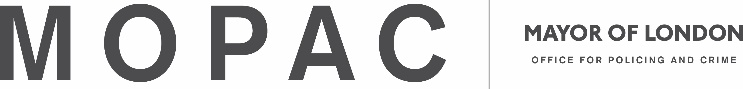 MOPAC
MAYOR OF LONDON
OFFICE FOR POLICING AND CRIME